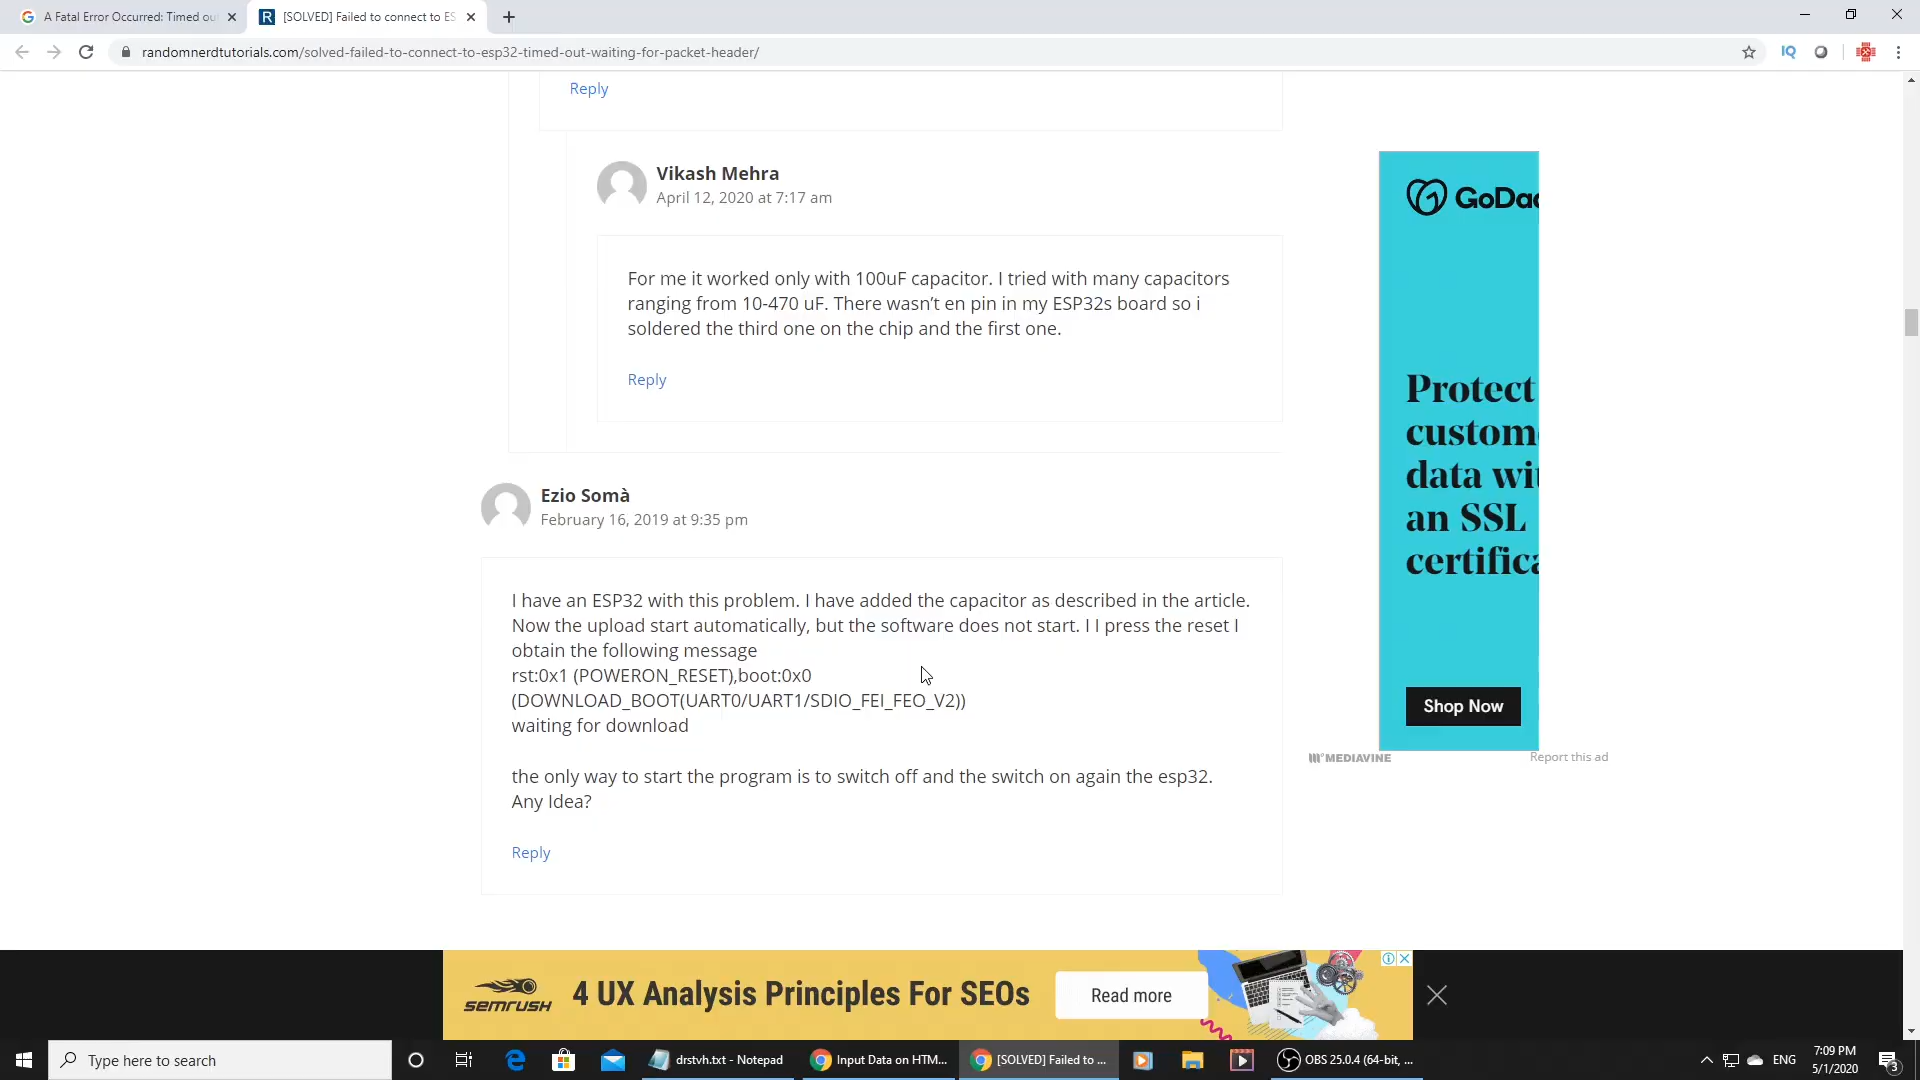 A Fatal Error Occurred: Timed ou
[SOLVED] Failed to connect to ES
randomnerdtutorials.com/solved-failed-to-connect-to-esp32-timed-out-waiting-for-packet-header/
IQ
Reply
Vikash Mehra
April 12, 2020 at 7:17 am
For me it worked only with 100uF capacitor. I tried with many capacitors
ranging from 10-470 uF. There wasn’t en pin in my ESP32s board so i
soldered the third one on the chip and the first one.
Reply
Ezio Somà
February 16, 2019 at 9:35 pm
I have an ESP32 with this problem. I have added the capacitor as described in the article.
Now the upload start automatically, but the software does not start. I I press the reset I
obtain the following message
rst:0x1 (POWERON_RESET),boot:0x0
(DOWNLOAD_BOOT(UART0/UART1/SDIO_FEI_FEO_V2))
waiting for download
the only way to start the program is to switch off and the switch on again the esp32.
Any Idea?
Reply
GoDad
Protect
custome
data wit
an SSL
certifica
Shop Now
MEDIAVINE
Report this ad
SEMRUSH
4 UX Analysis Principles For SEOs
Read more
Type here to search
drstvh.txt - Notepad
Input Data on HTM...
[SOLVED] Failed to ...
OBS 25.0.4 (64-bit, ...
ENG
7:09 PM
5/1/2020
3